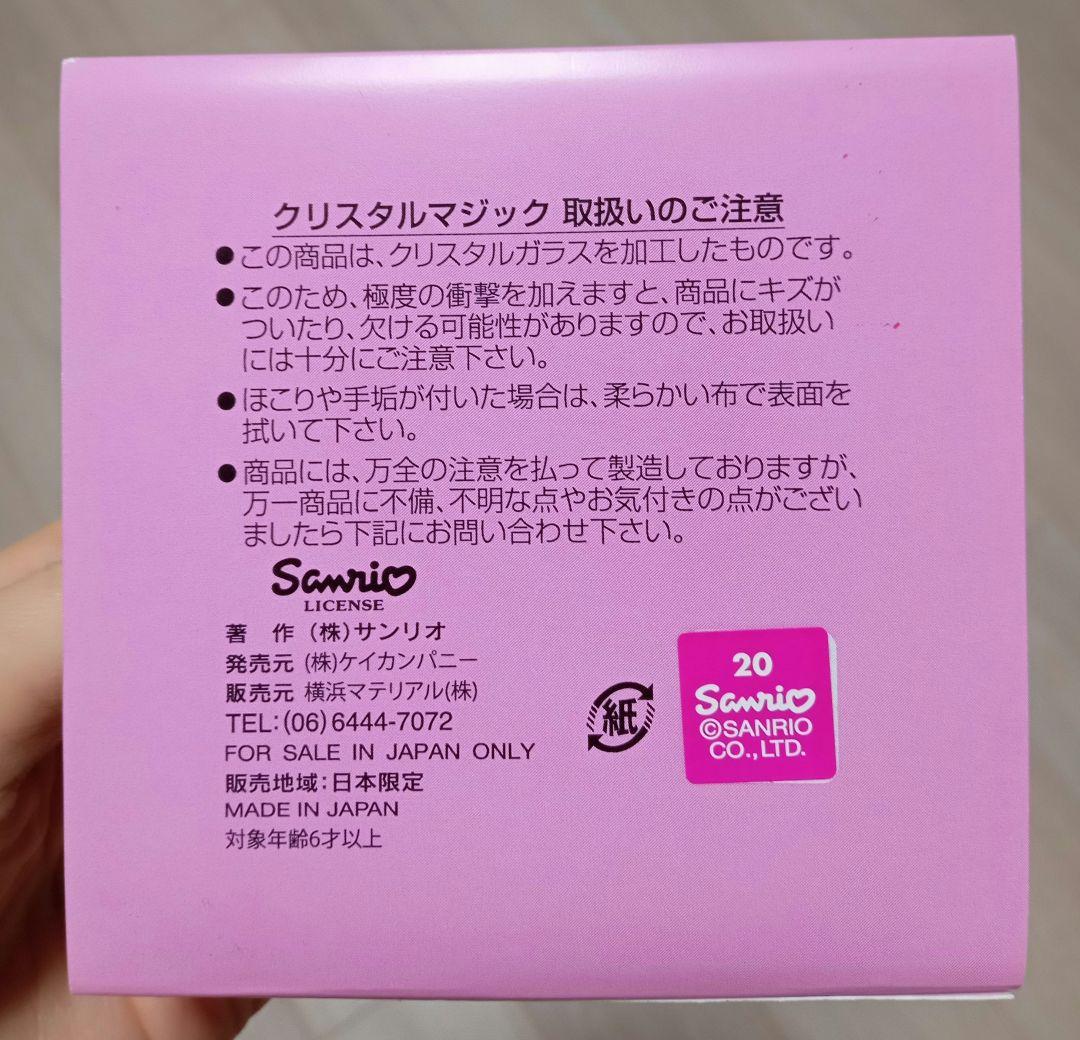 クリスタルマジック 取扱いのご注意
●この商品は、クリスタルガラスを加工したものです。
●このため、極度の衝撃を加えますと、商品にキズが
ついたり、欠ける可能性がありますので、お取扱い
には十分にご注意下さい。
●ほこりや手垢が付いた場合は、柔らかい布で表面を
拭いて下さい。
●商品には、万全の注意を払って製造しておりますが、
万一商品に不備、不明な点やお気付きの点がござい
ましたら下記にお問い合わせ下さい。
Sanrio
LICENSE
著 作 (株)サンリオ
発売元 (株)ケイカンパニー
販売元 横浜マテリアル(株)
TEL:(06)6444-7072
FOR SALE IN JAPAN ONLY
販売地域:日本限定
MADE IN JAPAN
対象年齢6才以上
紙
20
Sanrio
©SANRIO
CO.,LTD.